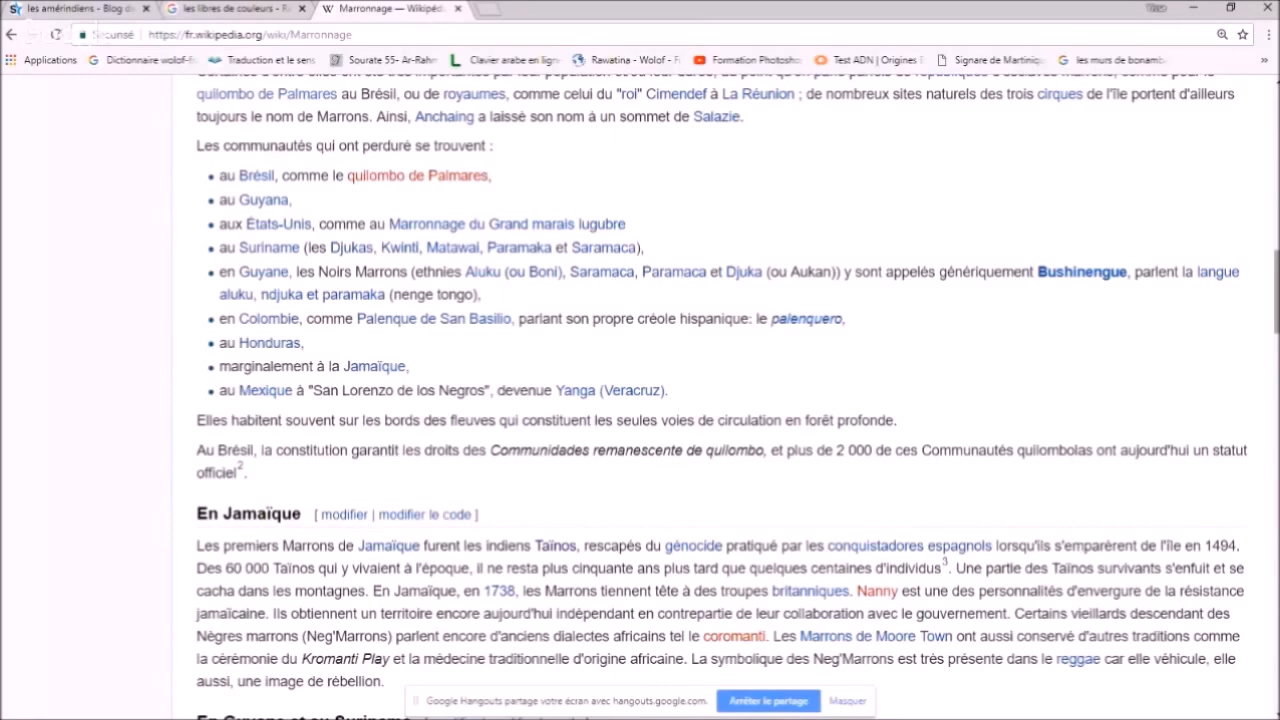 les amérindiens - Blog d
les libres de couleurs - R
Marronnage — Wikipéd
Sécurisé
https://fr.wikipedia.org/wiki/Marronnage
Applications
Dictionnaire wolof-f
Traduction et le sens
Sourate 55- Ar-Rahm
Clavier arabe en lign
Rawatina - Wolof - F
Formation Photosho
Test ADN | Origines
Signare de Martiniq
les murs de bonamb
»
quilombo de Palmares au Brésil, ou de royaumes, comme celui du "roi" Cimendef à La Réunion ; de nombreux sites naturels des trois cirques de l'île portent d'ailleurs
toujours le nom de Marrons. Ainsi, Anchaing a laissé son nom à un sommet de Salazie.
Les communautés qui ont perduré se trouvent :
• au Brésil, comme le quilombo de Palmares,
• au Guyana,
• aux États-Unis, comme au Marronnage du Grand marais lugubre
• au Suriname (les Djukas, Kwinti, Matawai, Paramaka et Saramaca),
• en Guyane, les Noirs Marrons (ethnies Aluku (ou Boni), Saramaca, Paramaca et Djuka (ou Aukan)) y sont appelés génériquement Bushinengue, parlent la langue
aluku, ndjuka et paramaka (nenge tongo),
• en Colombie, comme Palenque de San Basilio, parlant son propre créole hispanique: le palenquero,
• au Honduras,
• marginalement à la Jamaïque,
• au Mexique à "San Lorenzo de los Negros", devenue Yanga (Veracruz).
Elles habitent souvent sur les bords des fleuves qui constituent les seules voies de circulation en forêt profonde.
Au Brésil, la constitution garantit les droits des Communidades remanescente de quilombo, et plus de 2 000 de ces Communautés quilombolas ont aujourd'hui un statut
officiel2.
En Jamaïque [ modifier | modifier le code ]
Les premiers Marrons de Jamaïque furent les indiens Taïnos, rescapés du génocide pratiqué par les conquistadores espagnols lorsqu'ils s'emparèrent de l'île en 1494.
Des 60 000 Taïnos qui y vivaient à l'époque, il ne resta plus cinquante ans plus tard que quelques centaines d'individus3. Une partie des Taïnos survivants s'enfuit et se
cacha dans les montagnes. En Jamaïque, en 1738, les Marrons tiennent tête à des troupes britanniques. Nanny est une des personnalités d'envergure de la résistance
jamaïcaine. Ils obtiennent un territoire encore aujourd'hui indépendant en contrepartie de leur collaboration avec le gouvernement. Certains vieillards descendant des
Nègres marrons (Neg'Marrons) parlent encore d'anciens dialectes africains tel le coromanti. Les Marrons de Moore Town ont aussi conservé d'autres traditions comme
la cérémonie du Kromanti Play et la médecine traditionnelle d'origine africaine. La symbolique des Neg'Marrons est très présente dans le reggae car elle véhicule, elle
aussi, une image de rébellion.
Google Hangouts partage votre écran avec hangouts.google.com.
Arrêter le partage
Masquer